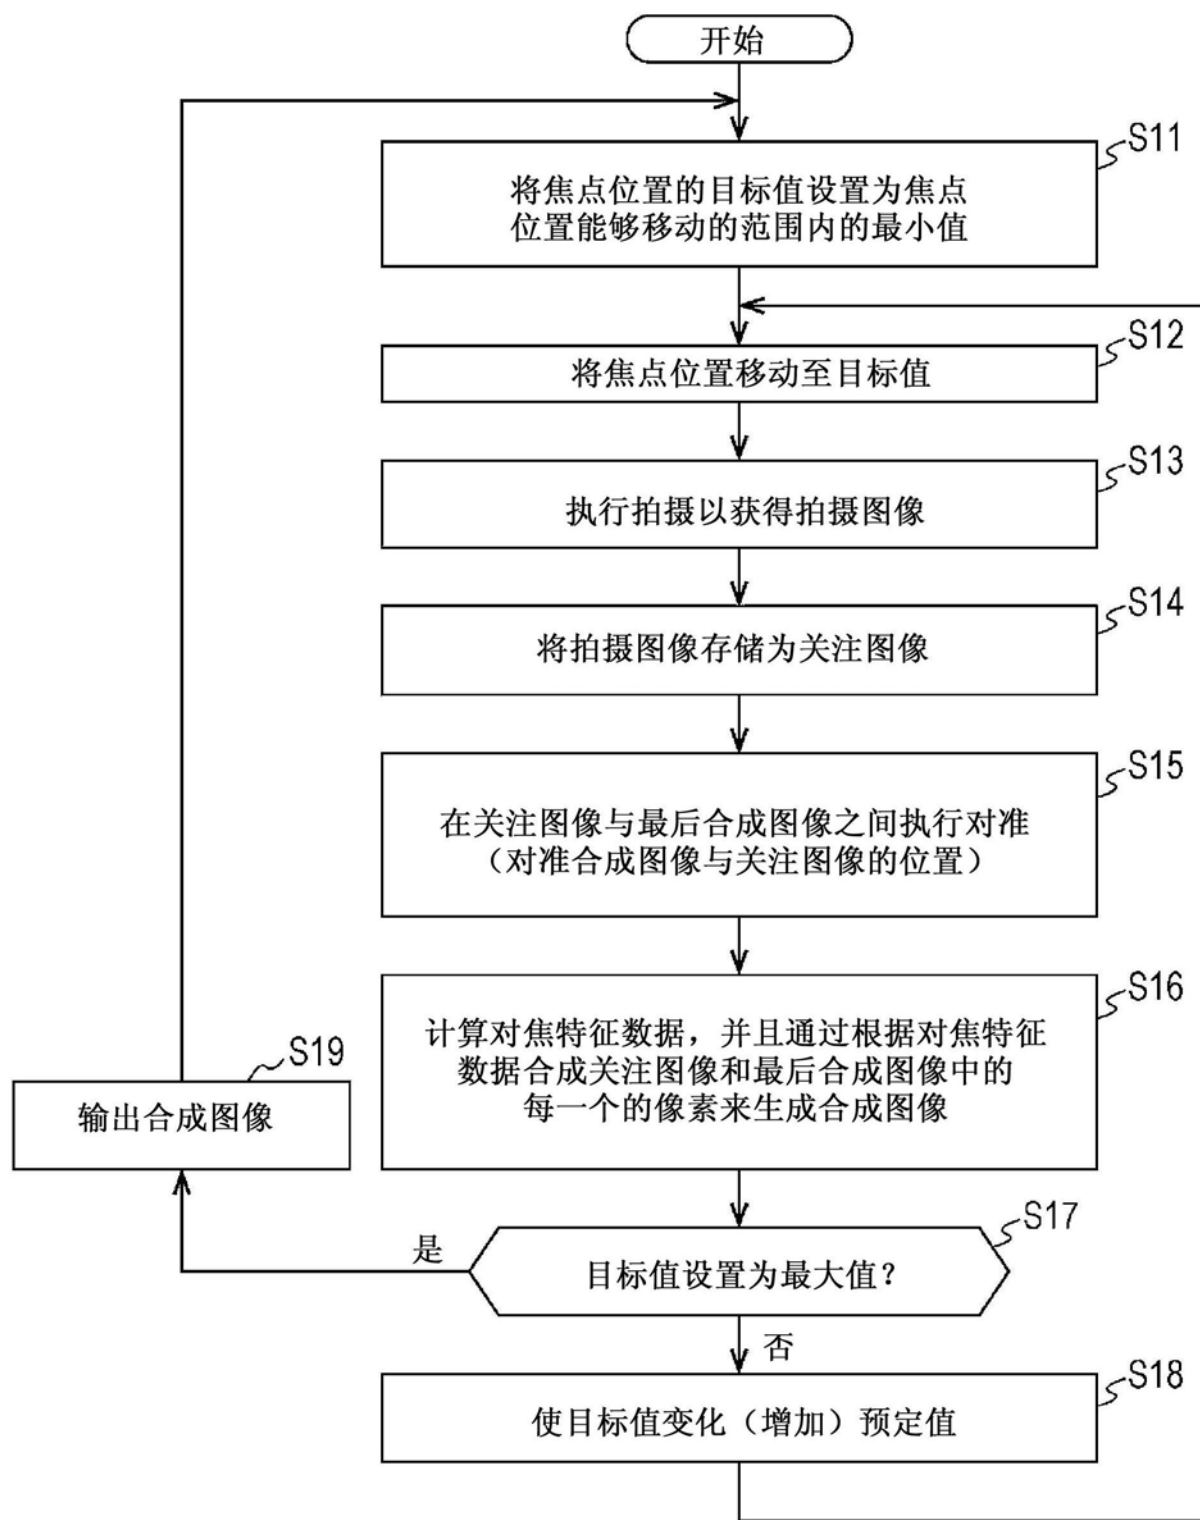 开始
S11
将焦点位置的目标值设置为焦点
位置能够移动的范围内的最小值
S12
将焦点位置移动至目标值
S13
执行拍摄以获得拍摄图像
S14
将拍摄图像存储为关注图像
S15
在关注图像与最后合成图像之间执行对准
（对准合成图像与关注图像的位置）
S16
计算对焦特征数据，并且通过根据对焦特征
数据合成关注图像和最后合成图像中的
每一个的像素来生成合成图像
S17
目标值设置为最大值？
是
否
S19
输出合成图像
S18
使目标值变化（增加）预定值